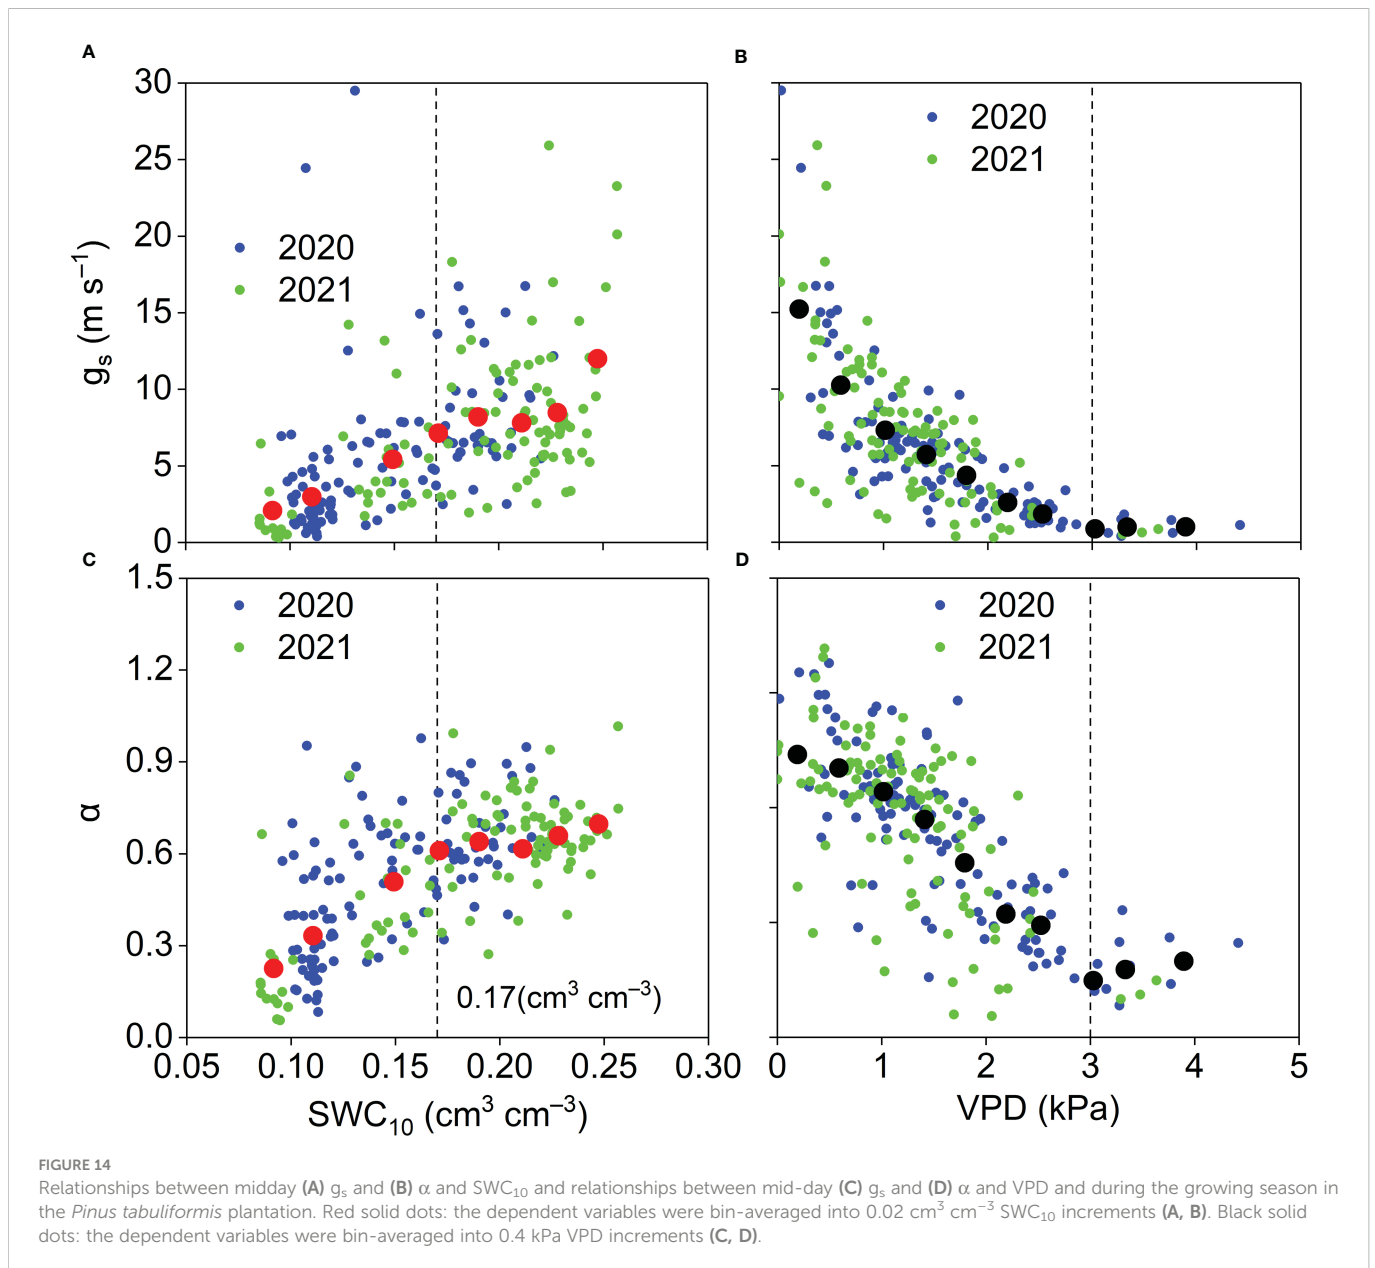 A
B
30
25
20
15
10
5
0
gs (m s−1)
2020
2021
2020
2021
C
D
1.5
1.2
0.9
0.6
0.3
0.0
α
2020
2021
2020
2021
0.17(cm3 cm−3)
0.05 0.10 0.15 0.20 0.25 0.30
0 1 2 3 4 5
SWC10 (cm3 cm−3)
VPD (kPa)
FIGURE 14
Relationships between midday (A) gs and (B) α and SWC10 and relationships between mid-day (C) gs and (D) α and VPD and during the growing season in
the Pinus tabuliformis plantation. Red solid dots: the dependent variables were bin-averaged into 0.02 cm3 cm−3 SWC10 increments (A, B). Black solid
dots: the dependent variables were bin-averaged into 0.4 kPa VPD increments (C, D).